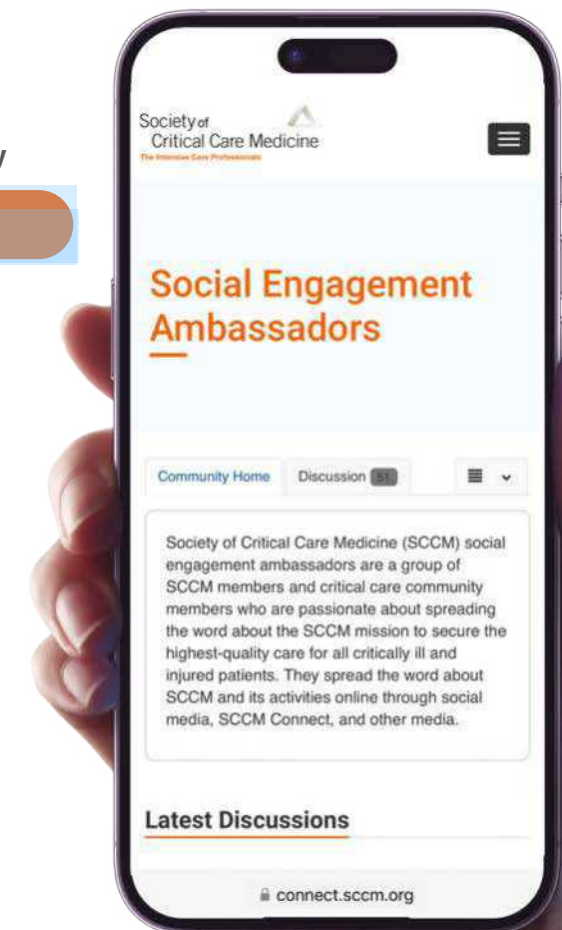 Society of
Critical Care Medicine
The Intensive Care Professionals
Social Engagement
Ambassadors
Community Home
Discussion 51
Society of Critical Care Medicine (SCCM) social
engagement ambassadors are a group of
SCCM members and critical care community
members who are passionate about spreading
the word about the SCCM mission to secure the
highest-quality care for all critically ill and
injured patients. They spread the word about
SCCM and its activities online through social
media, SCCM Connect, and other media.
Latest Discussions
connect.sccm.org